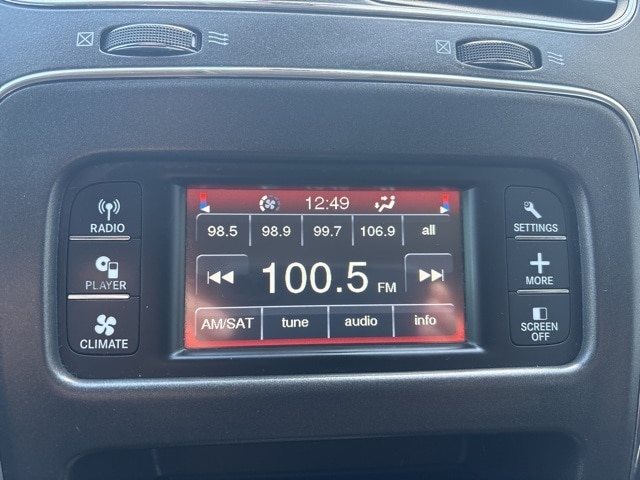 12:49
98.5 98.9 99.7 106.9 all
100.5 FM
AM/SAT tune audio info
RADIO
PLAYER
CLIMATE
SETTINGS
MORE
SCREEN
OFF